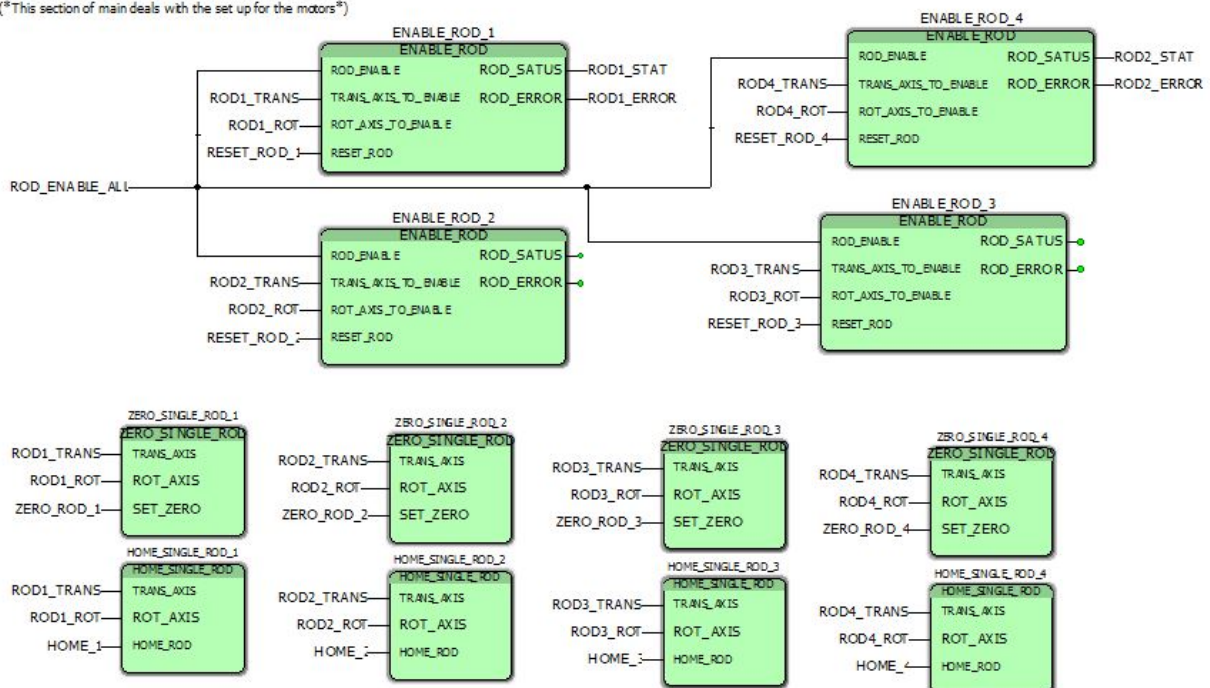 (*This section of main deals with the set up for the motors*)
ENABLE_ROD_1
ENABLE_ROD
ROD_ENABLE ROD_SATUS ROD1_STAT
ROD1_TRANS TRANS_AXIS_TO_ENABLE ROD_ERROR ROD1_ERROR
ROD1_ROT ROT_AXIS_TO_ENABLE
RESET_ROD_1 RESET_ROD
ENABLE_ROD_4
ENABLE_ROD
ROD_ENABLE ROD_SATUS ROD2_STAT
ROD4_TRANS TRANS_AXIS_TO_ENABLE ROD_ERROR ROD2_ERROR
ROD4_ROT ROT_AXIS_TO_ENABLE
RESET_ROD_4 RESET_ROD
ROD_ENABLE_ALL
ENABLE_ROD_2
ENABLE_ROD
ROD_ENABLE ROD_SATUS
ROD2_TRANS TRANS_AXIS_TO_ENABLE ROD_ERROR
ROD2_ROT ROT_AXIS_TO_ENABLE
RESET_ROD_2 RESET_ROD
ENABLE_ROD_3
ENABLE_ROD
ROD_ENABLE ROD_SATUS
ROD3_TRANS TRANS_AXIS_TO_ENABLE ROD_ERROR
ROD3_ROT ROT_AXIS_TO_ENABLE
RESET_ROD_3 RESET_ROD
ZERO_SINGLE_ROD_1
ZERO_SINGLE_ROD
ROD1_TRANS TRANS_AXIS
ROD1_ROT ROT_AXIS
ZERO_ROD_1 SET_ZERO
ZERO_SINGLE_ROD_2
ZERO_SINGLE_ROD
ROD2_TRANS TRANS_AXIS
ROD2_ROT ROT_AXIS
ZERO_ROD_2 SET_ZERO
ZERO_SINGLE_ROD_3
ZERO_SINGLE_ROD
ROD3_TRANS TRANS_AXIS
ROD3_ROT ROT_AXIS
ZERO_ROD_3 SET_ZERO
ZERO_SINGLE_ROD_4
ZERO_SINGLE_ROD
ROD4_TRANS TRANS_AXIS
ROD4_ROT ROT_AXIS
ZERO_ROD_4 SET_ZERO
HOME_SINGLE_ROD_1
HOME_SINGLE_ROD
ROD1_TRANS TRANS_AXIS
ROD1_ROT ROT_AXIS
HOME_1 HOME_ROD
HOME_SINGLE_ROD_2
HOME_SINGLE_ROD
ROD2_TRANS TRANS_AXIS
ROD2_ROT ROT_AXIS
HOME_2 HOME_ROD
HOME_SINGLE_ROD_3
HOME_SINGLE_ROD
ROD3_TRANS TRANS_AXIS
ROD3_ROT ROT_AXIS
HOME_3 HOME_ROD
HOME_SINGLE_ROD_4
HOME_SINGLE_ROD
ROD4_TRANS TRANS_AXIS
ROD4_ROT ROT_AXIS
HOME_4 HOME_ROD